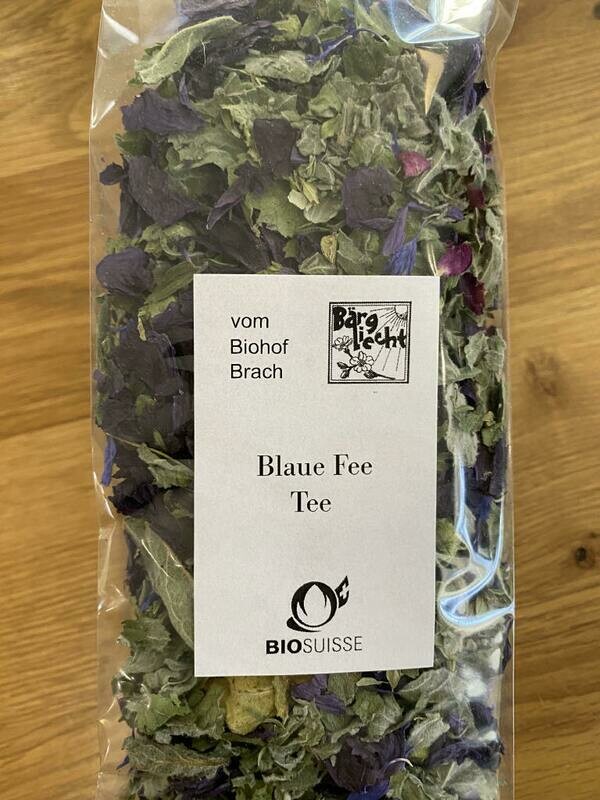 vom
Biohof
Brach
Bärg
liecht
Blaue Fee
Tee
BIOSUISSE